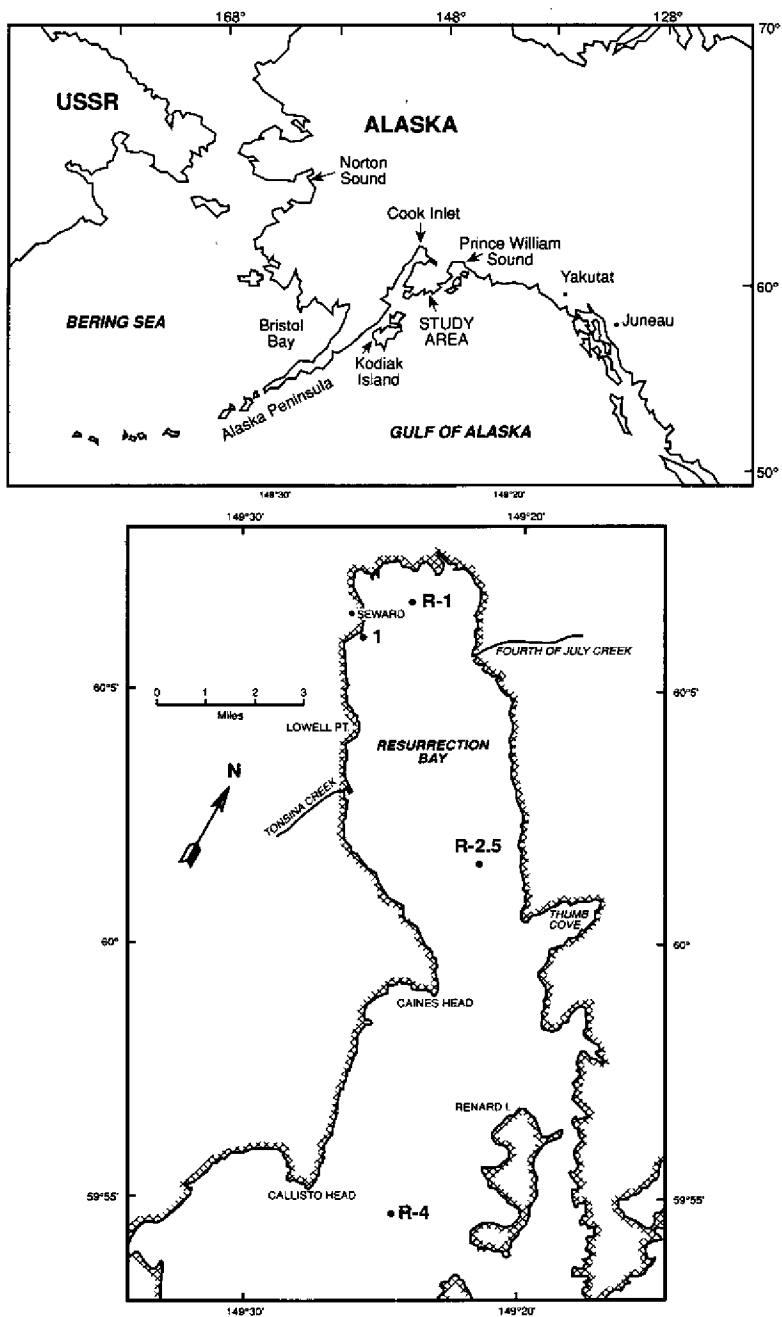 168°
148°
128°
70°
USSR
ALASKA
Norton
Sound
Cook Inlet
Prince William
Sound
Yakutat
60°
BERING SEA
Bristol
Bay
STUDY
AREA
Juneau
Kodiak
Island
Alaska Peninsula
GULF OF ALASKA
50°
148°30'
149°20'
149°30'
149°20'
R-1
SEWARD
1
FOURTH OF JULY CREEK
60°5'
60°5'
0 1 2 3
Miles
LOWELL PT.
RESURRECTION
BAY
N
TONSINA CREEK
R-2.5
THUMB
COVE
60°
60°
CAINES HEAD
RENARD I.
CALLISTO HEAD
59°55'
59°55'
R-4
149°30'
149°20'